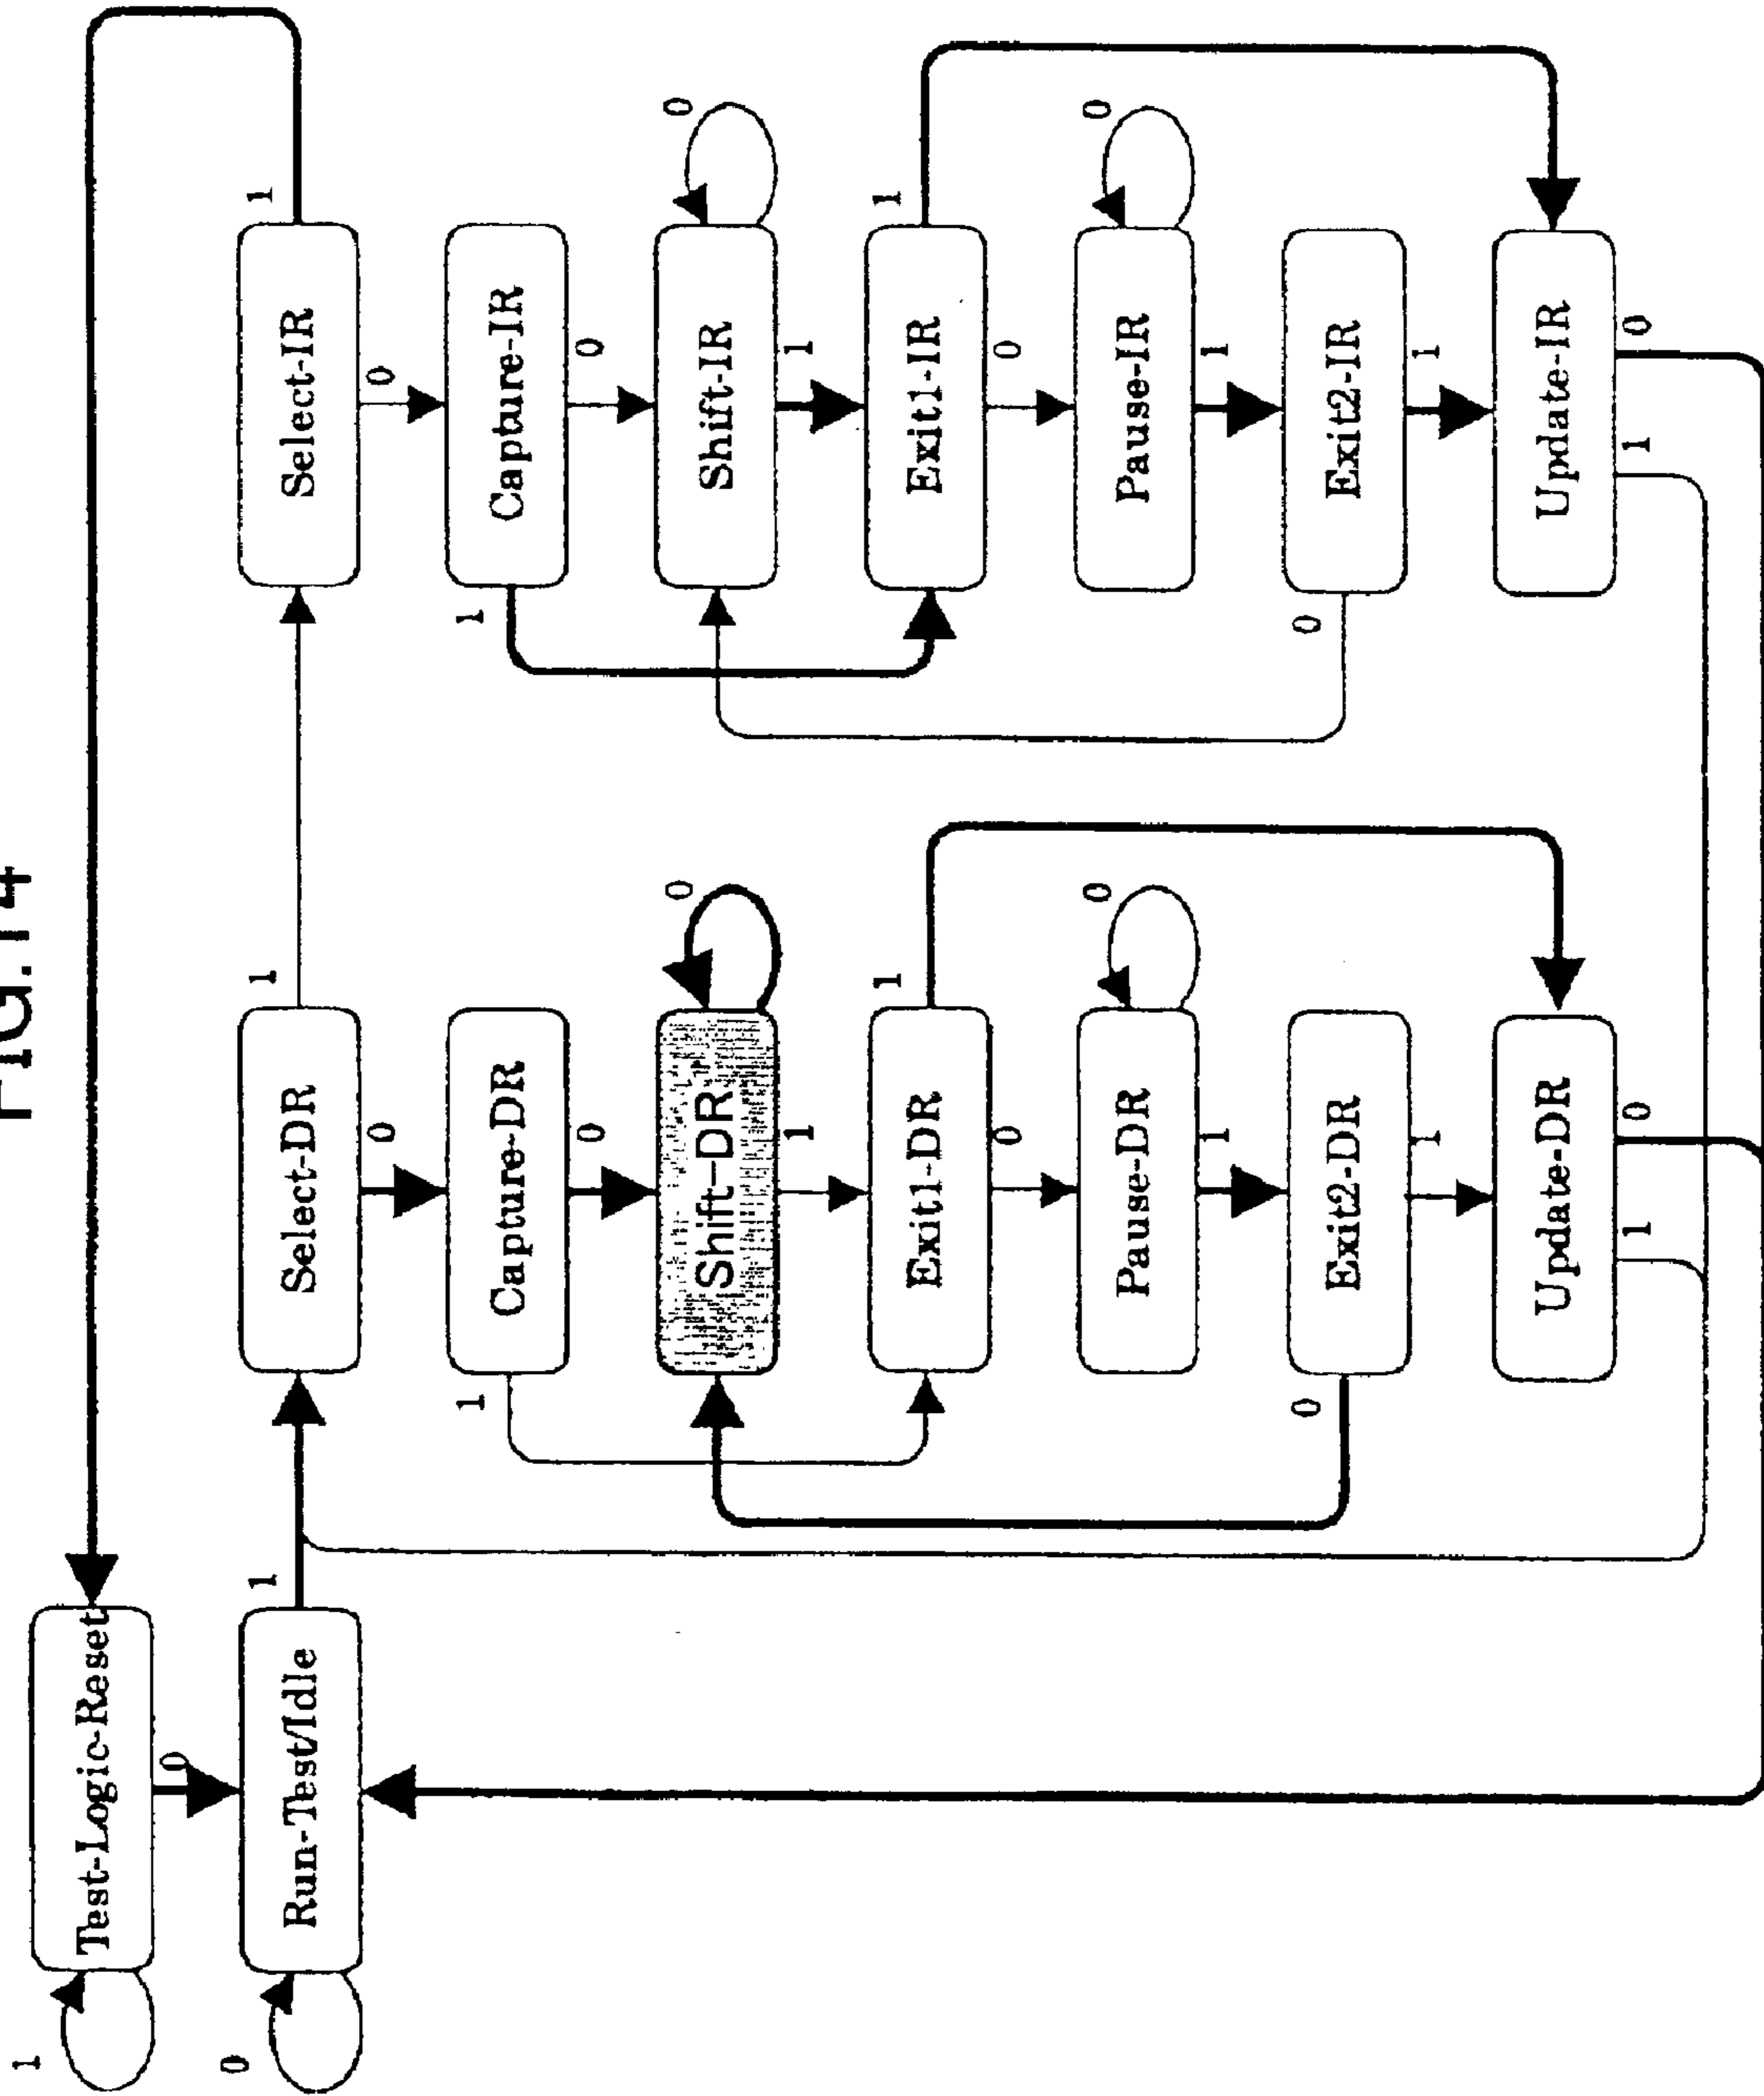 FIG.14
Test-Logic-Reset
1
0
Run-Test/Idle
0
1
Select-DR
1
0
Capture-DR
0
1
Shift-DR
0
1
Exit1-DR
1
0
Pause-DR
0
1
Exit2-DR
1
0
Update-DR
1
0
Select-IR
1
0
Capture-IR
0
1
Shift-IR
0
1
Exit1-IR
1
0
Pause-IR
0
1
Exit2-IR
1
0
Update-IR
1
0